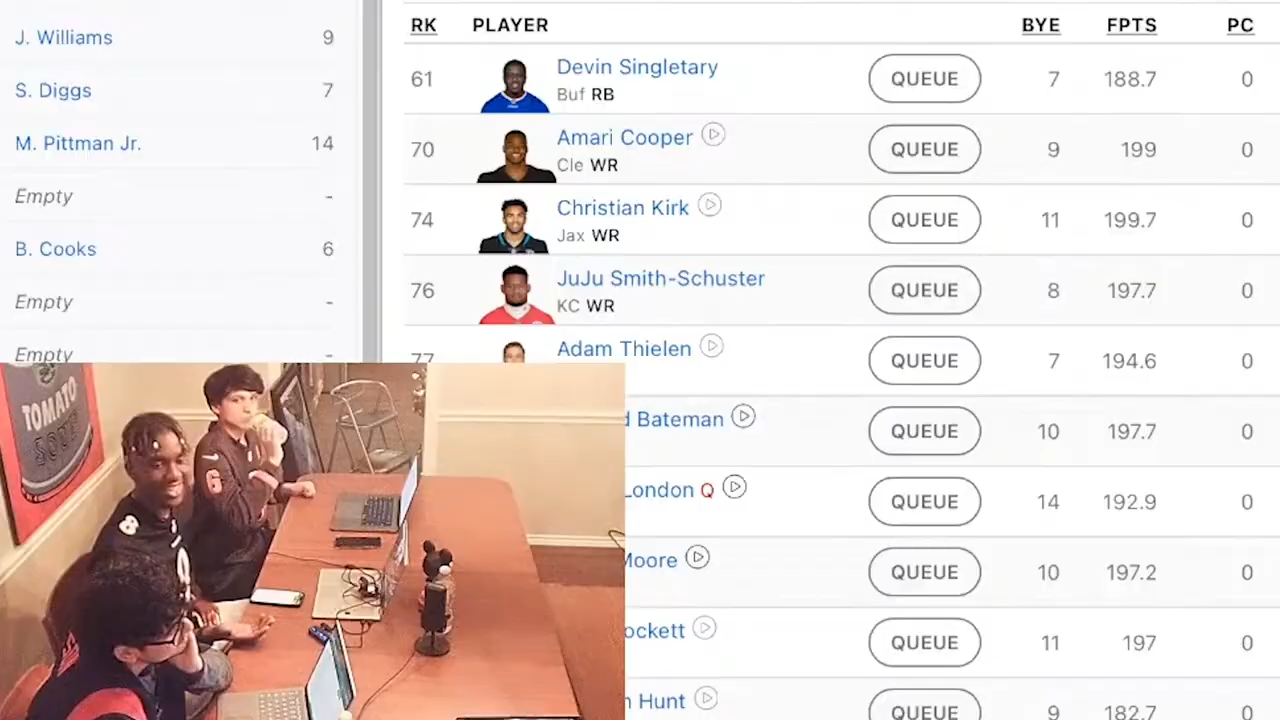 RK PLAYER BYE FPTS PC
J. Williams 9
S. Diggs 7
M. Pittman Jr. 14
Empty -
B. Cooks 6
Empty -
Empty -
61 Devin Singletary QUEUE 7 188.7 0
Buf RB
70 Amari Cooper QUEUE 9 199 0
Cle WR
74 Christian Kirk QUEUE 11 199.7 0
Jax WR
76 JuJu Smith-Schuster QUEUE 8 197.7 0
KC WR
77 Adam Thielen QUEUE 7 194.6 0
Bateman QUEUE 10 197.7 0
London Q QUEUE 14 192.9 0
Moore QUEUE 10 197.2 0
ockett QUEUE 11 197 0
Hunt QUEUE 9 182.7 0
TOMATO
SOUP
8